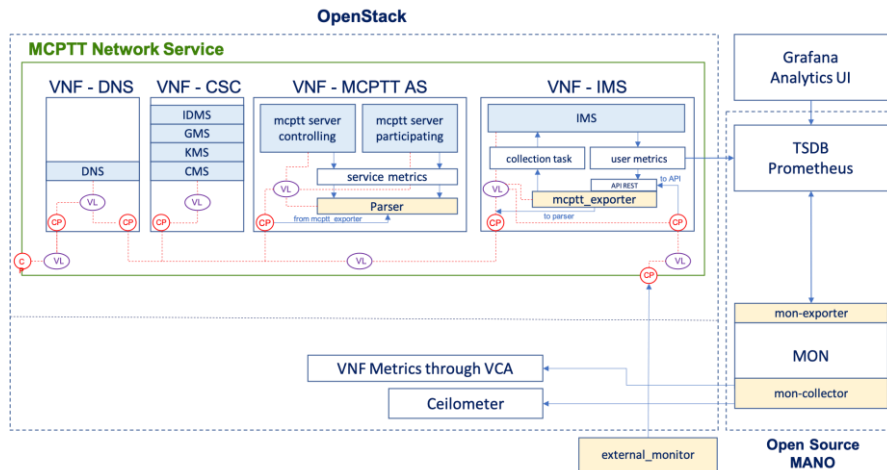 OpenStack
MCPTT Network Service
VNF - DNS
VNF - CSC
VNF - MCPTT AS
VNF - IMS
DNS
VL
CP
CP
IDMS
GMS
KMS
CMS
VL
CP
mcptt server
controlling
mcptt server
participating
service metrics
VL
Parser
from mcptt_exporter
CP
IMS
collection task
user metrics
VL
API REST
to API
mcptt_exporter
to parser
CP
CP
C
P
VL
VL
VL
CP
Grafana
Analytics UI
TSDB
Prometheus
mon-exporter
MON
mon-collector
VNF Metrics through VCA
Ceilometer
external_monitor
Open Source
MANO